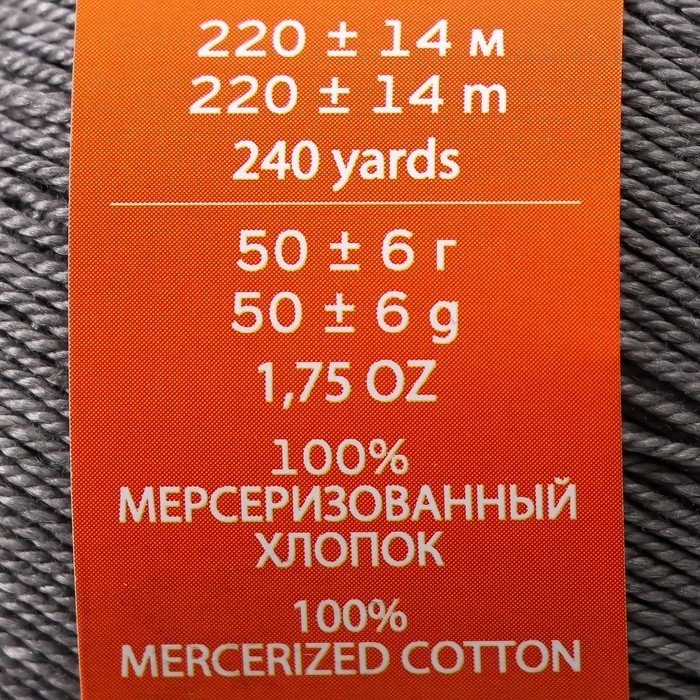 220 ± 14 м
220 ± 14 m
240 yards
50 ± 6 г
50 ± 6 g
1,75 OZ
100%
МЕРСЕРИЗОВАННЫЙ
ХЛОПОК
100%
MERCERIZED COTTON